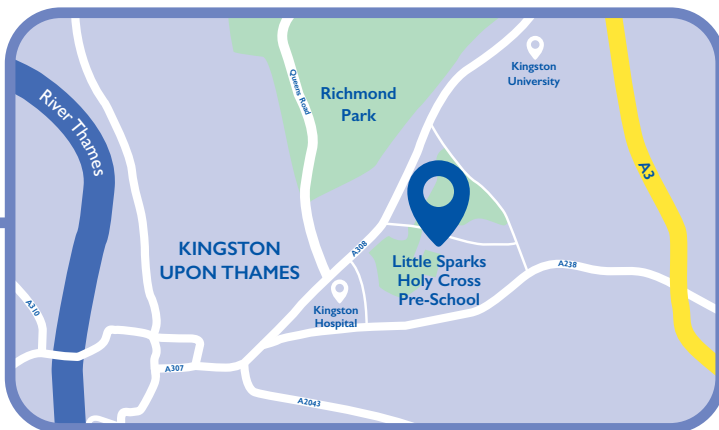 Kingston
University
Queens Road
Richmond
Park
River Thames
A3
KINGSTON
UPON THAMES
A308
Little Sparks
Holy Cross
Pre-School
A238
A310
Kingston
Hospital
A307
A2043